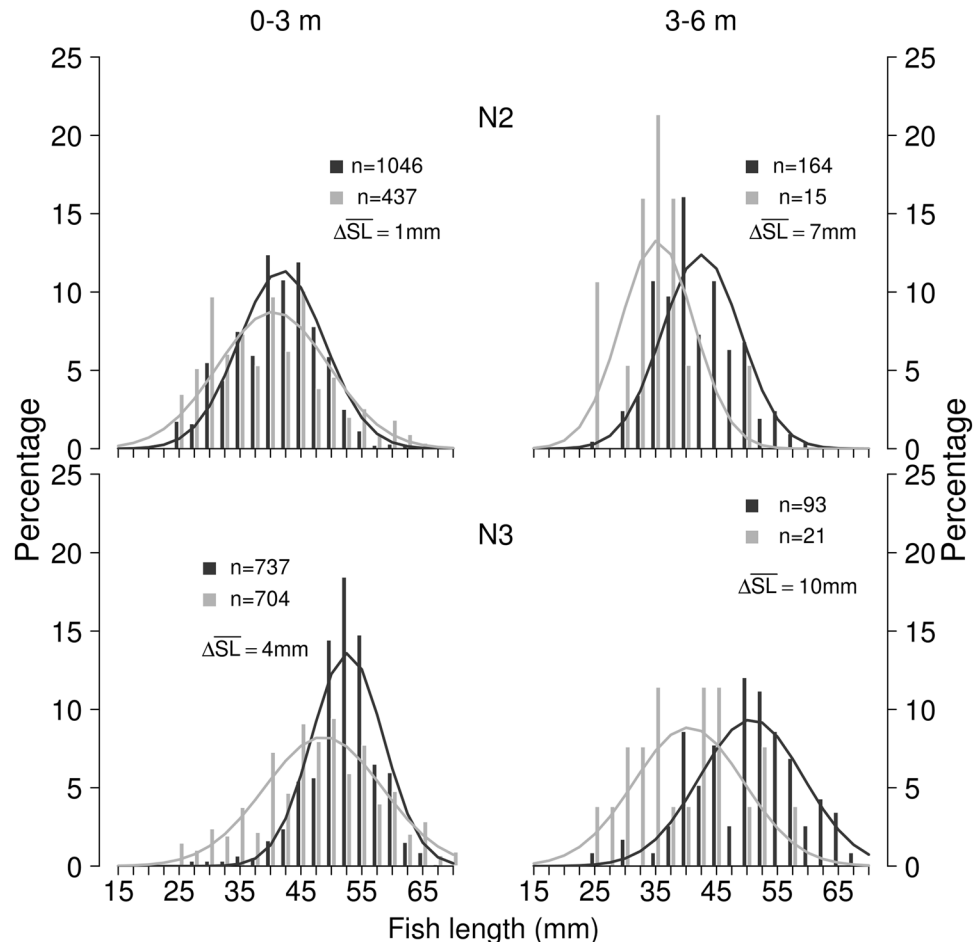 0-3 m
3-6 m
25
20
15
10
5
0
N2
n=1046
n=437
ΔSL = 1mm
n=164
n=15
ΔSL = 7mm
25
20
15
10
5
0
Percentage
Percentage
25
20
15
10
5
0
N3
n=737
n=704
ΔSL = 4mm
n=93
n=21
ΔSL = 10mm
25
20
15
10
5
0
15 25 35 45 55 65
15 25 35 45 55 65
Fish length (mm)